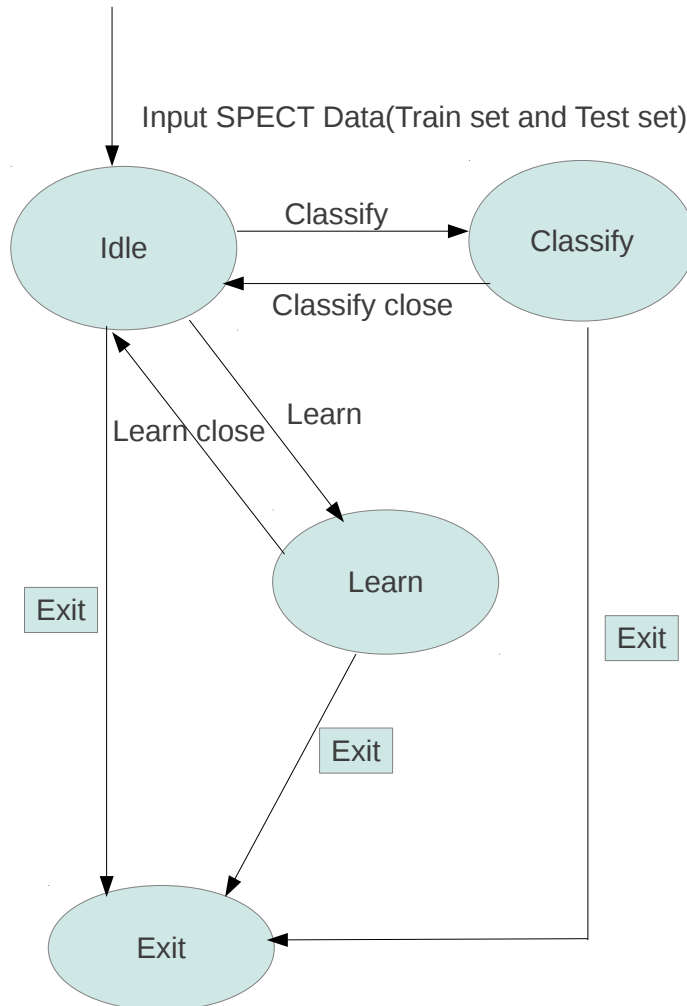 Input SPECT Data(Train set and Test set)
Idle
Classify
Classify
Classify close
Learn
Learn close
Learn
Exit
Exit
Exit
Exit